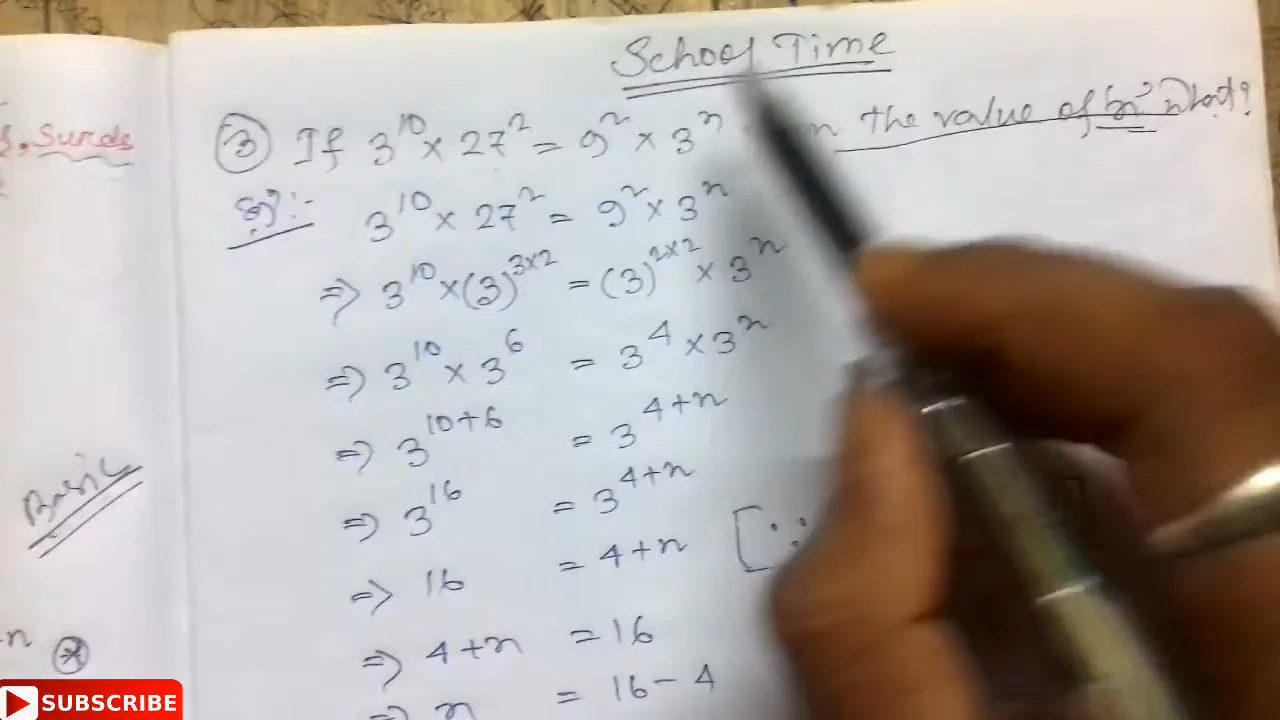 School Time
3. Surds
③ If 3^10 × 27^2 = 9^2 × 3^n the value of 'n' What?
Sol:- 3^10 × 27^2 = 9^2 × 3^n
⇒ 3^10 × (3)^3×2 = (3)^2×2 × 3^n
⇒ 3^10 × 3^6 = 3^4 × 3^n
⇒ 3^10+6 = 3^4+n
⇒ 3^16 = 3^4+n
Basic
⇒ 16 = 4+n [∵
⇒ 4+n = 16
-n *
⇒ n = 16-4
SUBSCRIBE